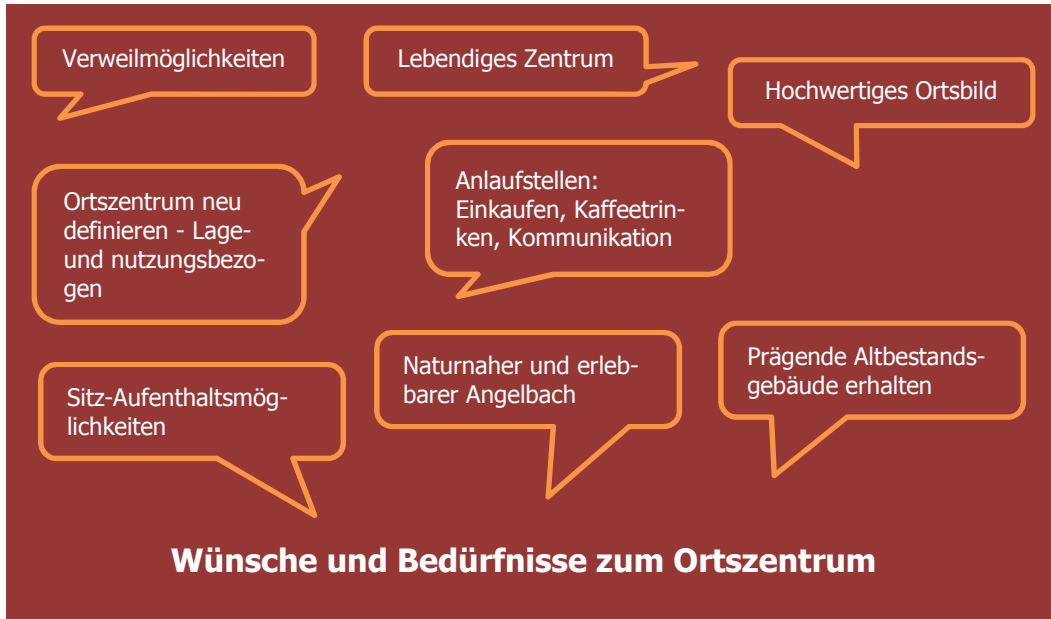 Verweilmöglichkeiten
Lebendiges Zentrum
Hochwertiges Ortsbild
Ortszentrum neu
definieren - Lage-
und nutzungsbezo-
gen
Anlaufstellen:
Einkaufen, Kaffeetrin-
ken, Kommunikation
Sitz-Aufenthaltsmög-
lichkeiten
Naturnaher und erleb-
barer Angelbach
Prägende Altbestands-
gebäude erhalten
Wünsche und Bedürfnisse zum Ortszentrum